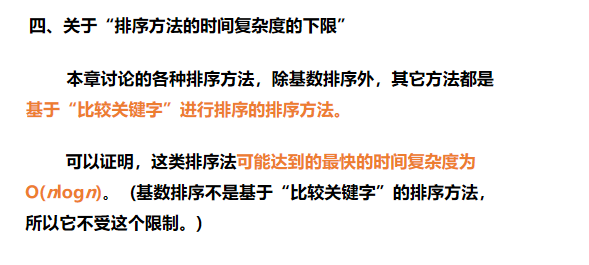 四、关于“排序方法的时间复杂度的下限”
本章讨论的各种排序方法，除基数排序外，其它方法都是
基于“比较关键字”进行排序的排序方法。
可以证明，这类排序法可能达到的最快的时间复杂度为
O(nlogn)。（基数排序不是基于“比较关键字”的排序方法，
所以它不受这个限制。）